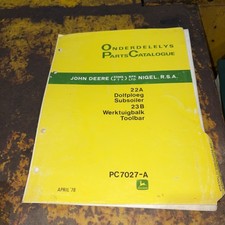 ONDERDELELYS
PARTS CATALOGUE
JOHN DEERE
NIGEL, R.S.A.
22A
Dolfploeg
Subsoiler
23B
Werktuigbalk
Toolbar
PC7027-A
APRIL '78